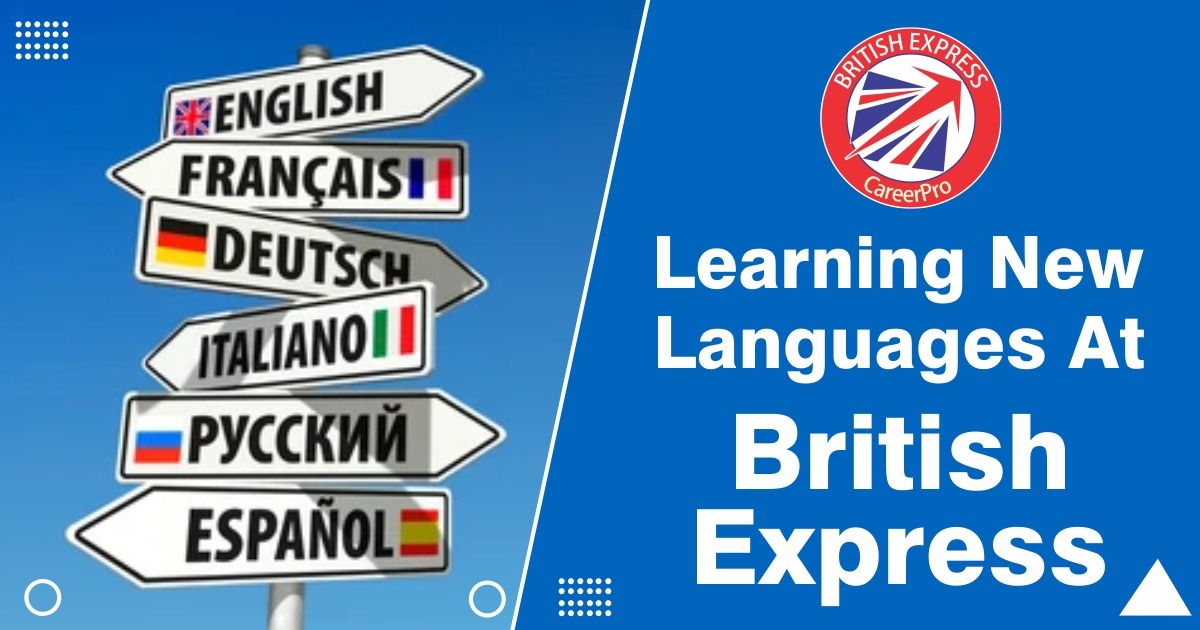 ENGLISH
FRANÇAIS
DEUTSCH
ITALIANO
РУССКИЙ
ESPAÑOL
BRITISH EXPRESS
CareerPro
Learning New
Languages At
British
Express